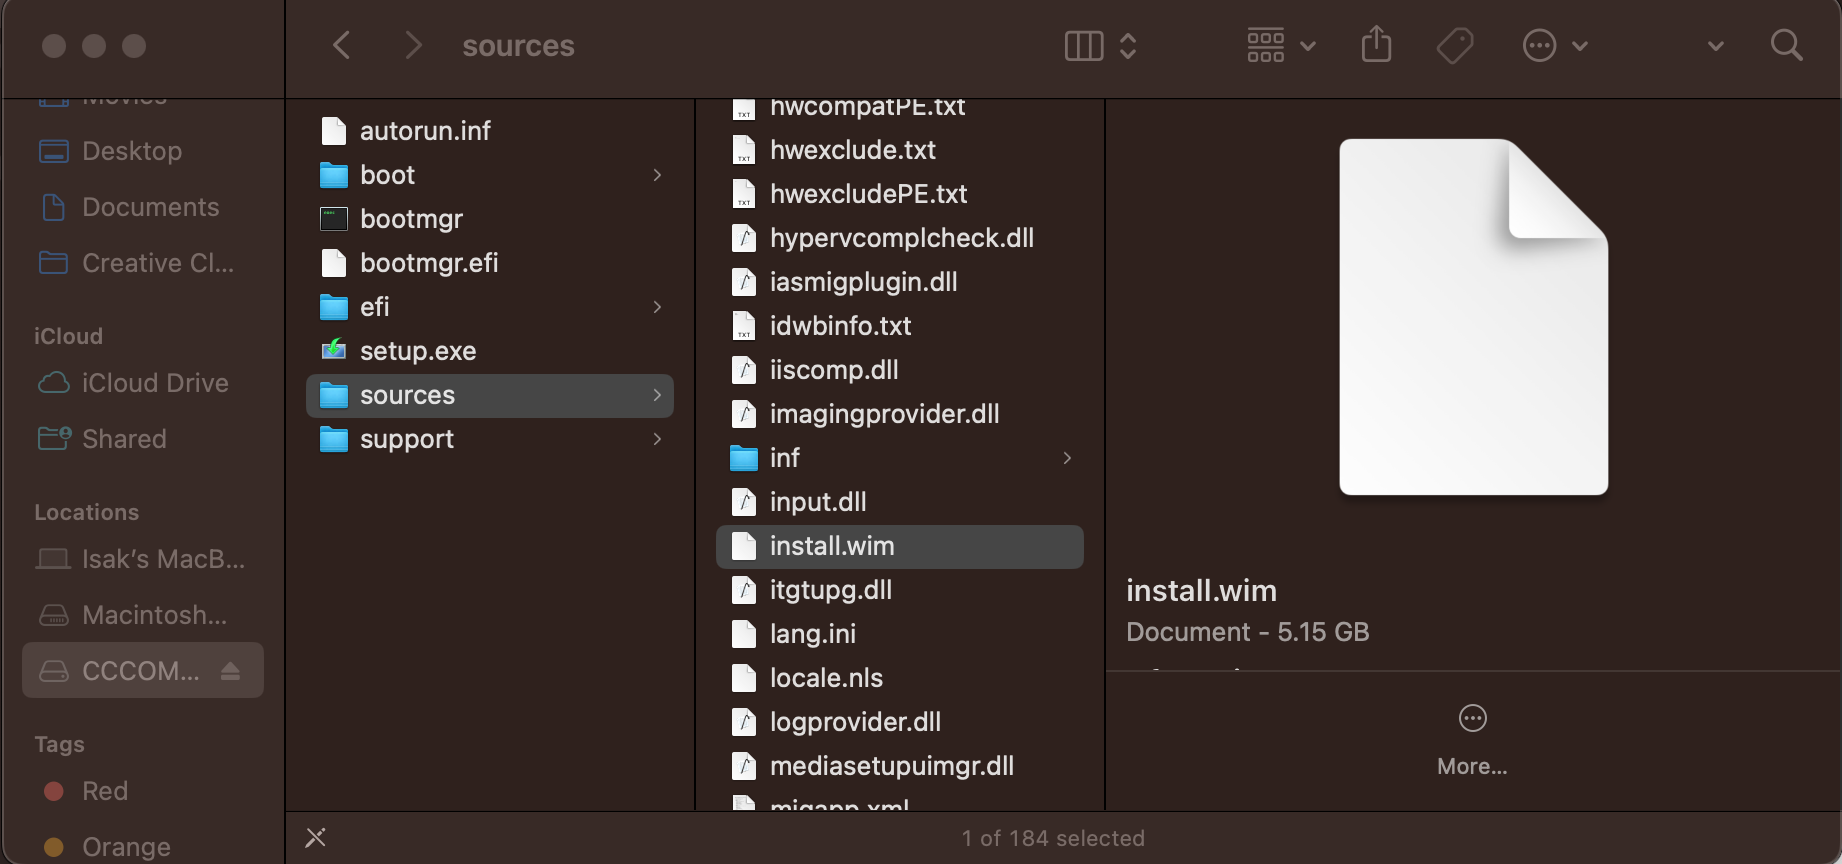 sources
Movies
Desktop
Documents
Creative Cl...
iCloud
iCloud Drive
Shared
Locations
Isak's MacB...
Macintosh...
CCCOM...
Tags
Red
Orange
autorun.inf
boot
bootmgr
bootmgr.efi
efi
setup.exe
sources
support
hwcompatPE.txt
hwexclude.txt
hwexcludePE.txt
hypervcomplcheck.dll
iasmigplugin.dll
idwbinfo.txt
iiscomp.dll
imagingprovider.dll
inf
input.dll
install.wim
itgtupg.dll
lang.ini
locale.nls
logprovider.dll
mediasetupuimgr.dll
migapp.xml
install.wim
Document - 5.15 GB
More...
1 of 184 selected